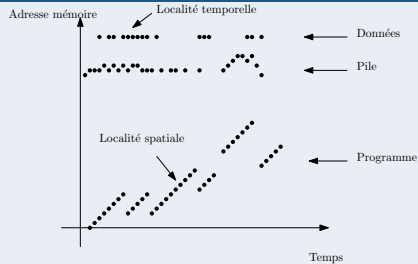 Localité temporelle
Adresse mémoire
Données
Pile
Localité spatiale
Programme
Temps